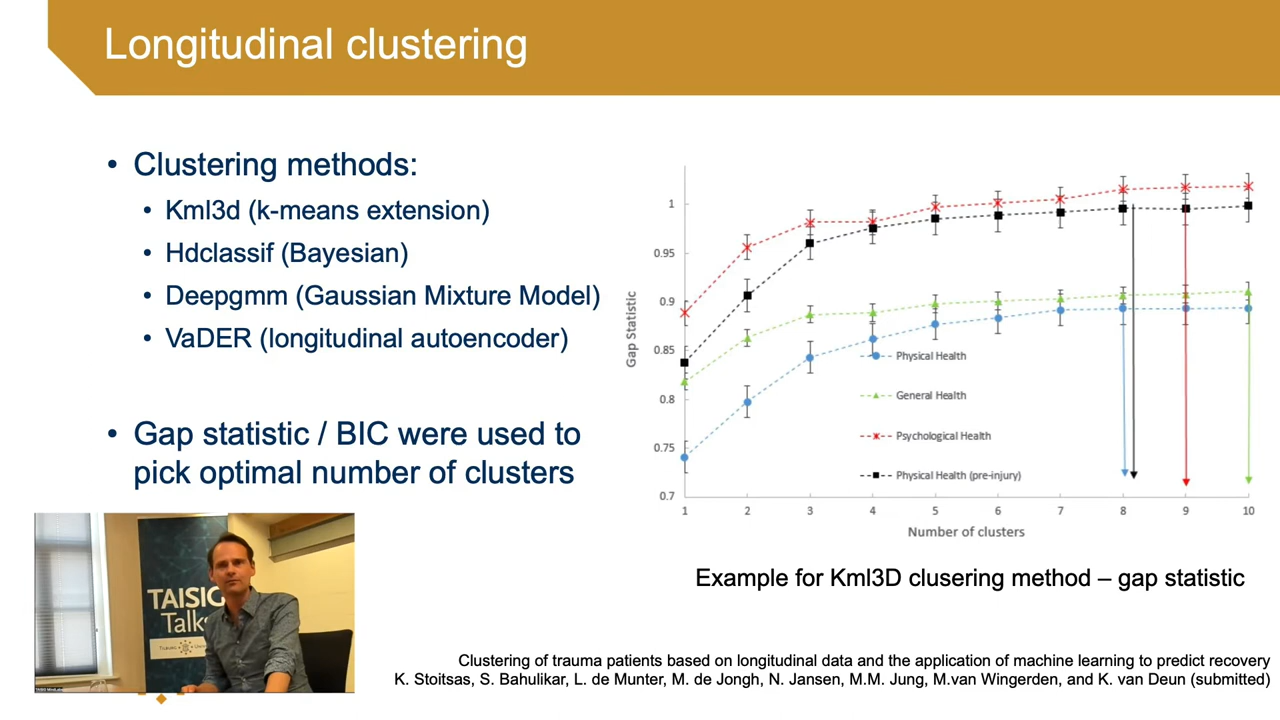 Longitudinal clustering
• Clustering methods:
• Kml3d (k-means extension)
• Hdclassif (Bayesian)
• Deepgmm (Gaussian Mixture Model)
• VaDER (longitudinal autoencoder)
• Gap statistic / BIC were used to
pick optimal number of clusters
Gap Statistic
1
0.95
0.9
0.85
0.8
0.75
0.7
1 2 3 4 5 6 7 8 9 10
Number of clusters
Physical Health
General Health
Psychological Health
Physical Health (pre-injury)
Example for Kml3D clusering method – gap statistic
TAISIG
Talks
Clustering of trauma patients based on longitudinal data and the application of machine learning to predict recovery
K. Stoitsas, S. Bahulikar, L. de Munter, M. de Jongh, N. Jansen, M.M. Jung, M.van Wingerden, and K. van Deun (submitted)